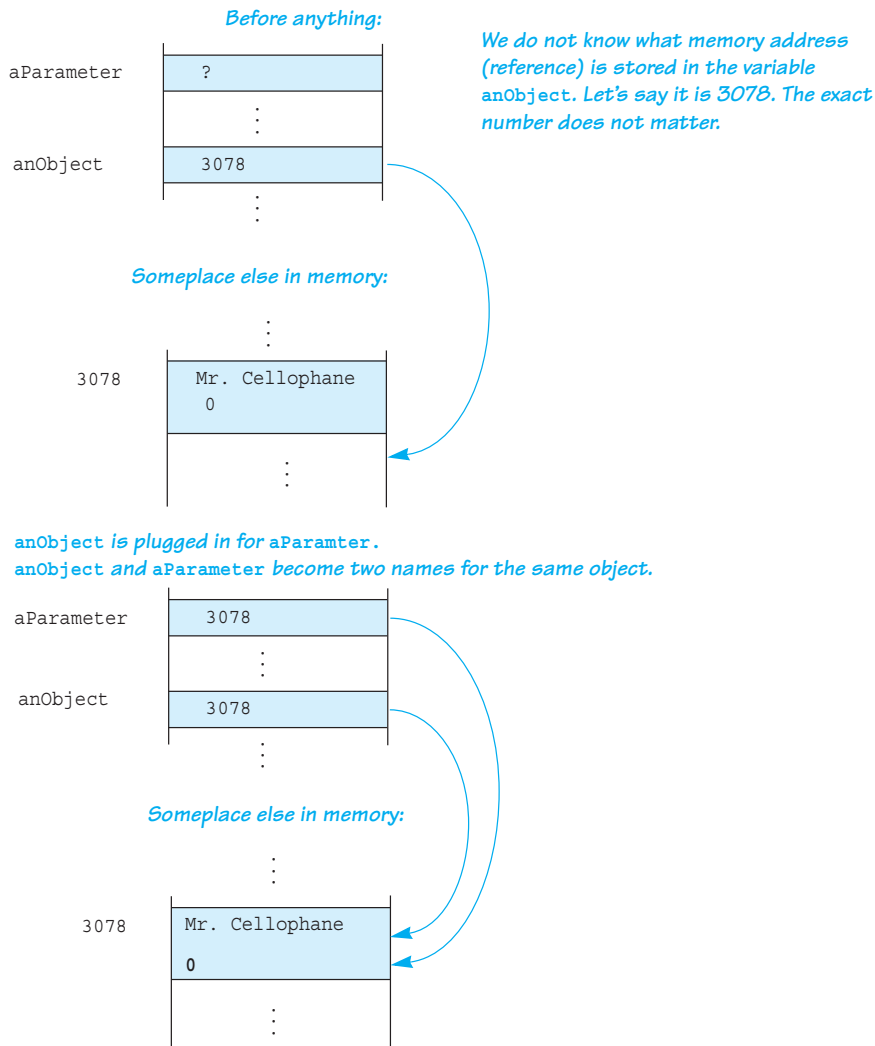 Before anything:
We do not know what memory address
(reference) is stored in the variable
anObject. Let's say it is 3078. The exact
number does not matter.
aParameter
?
anObject
3078
Someplace else in memory:
3078
Mr. Cellophane
0
anObject is plugged in for aParamter.
anObject and aParameter become two names for the same object.
aParameter
3078
anObject
3078
Someplace else in memory:
3078
Mr. Cellophane
0